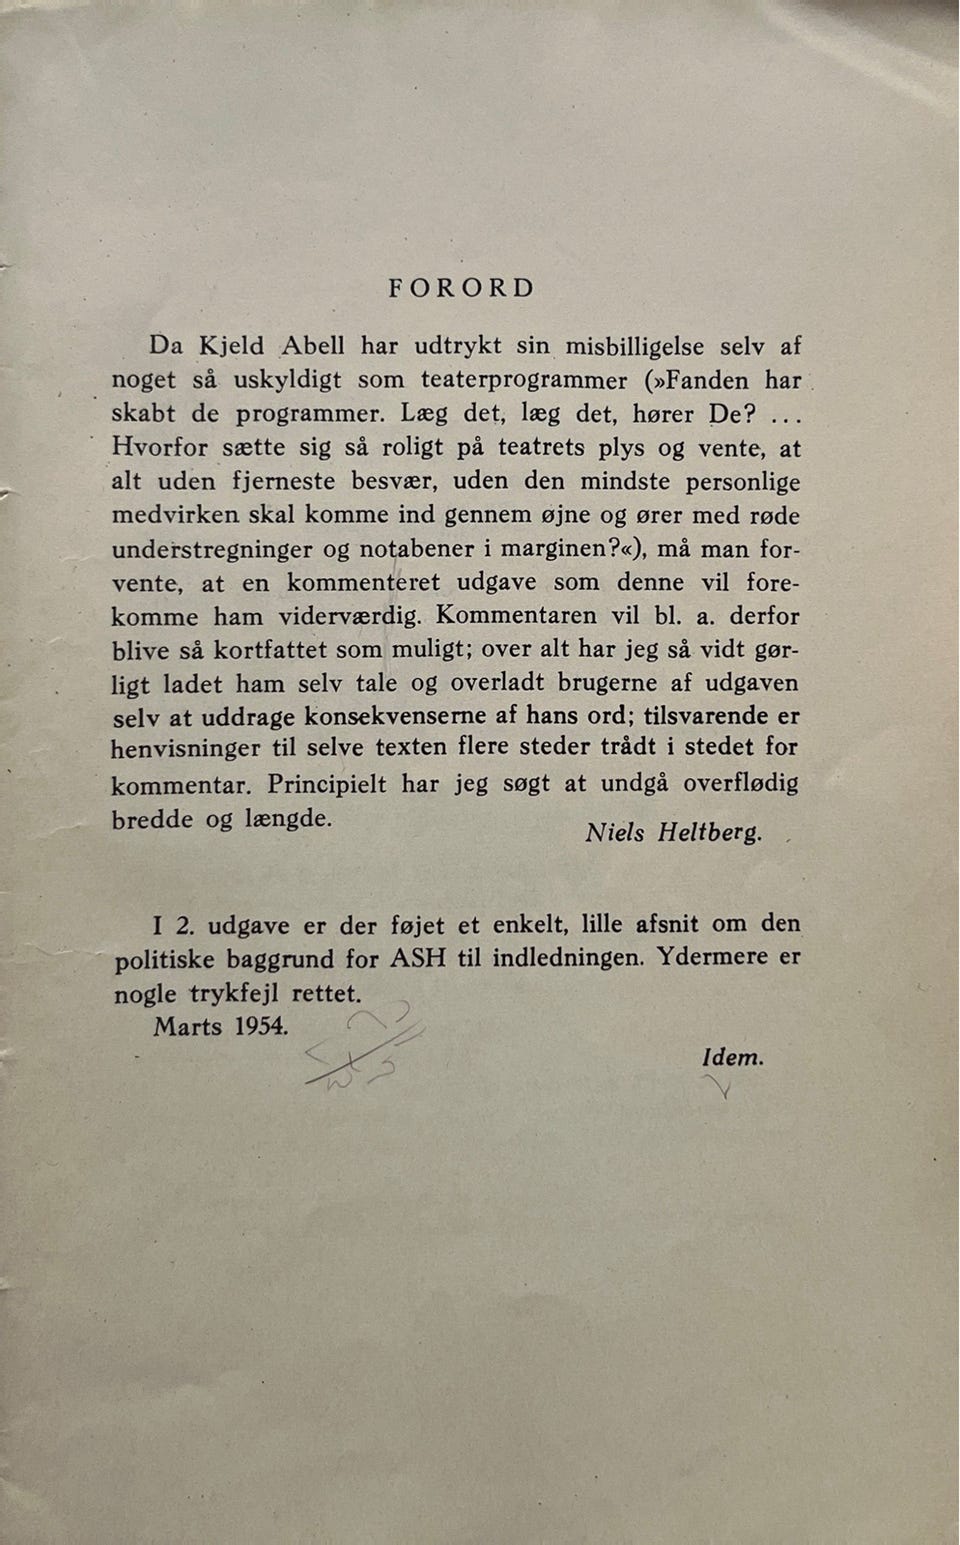 FORORD
Da Kjeld Abell har udtrykt sin misbilligelse selv af
noget så uskyldigt som teaterprogrammer (»Fanden har
skabt de programmer. Læg det, læg det, hører De? ...
Hvorfor sætte sig så roligt på teatrets plys og vente, at
alt uden fjerneste besvær, uden den mindste personlige
medvirken skal komme ind gennem øjne og ører med røde
understregninger og notabener i marginen?«), må man for-
vente, at en kommenteret udgave som denne vil fore-
komme ham viderværdig. Kommentaren vil bl. a. derfor
blive så kortfattet som muligt; over alt har jeg så vidt gør-
ligt ladet ham selv tale og overladt brugerne af udgaven
selv at uddrage konsekvenserne af hans ord; tilsvarende er
henvisninger til selve texten flere steder trådt i stedet for
kommentar. Principielt har jeg søgt at undgå overflødig
bredde og længde.
Niels Heltberg.
I 2. udgave er der føjet et enkelt, lille afsnit om den
politiske baggrund for ASH til indledningen. Ydermere er
nogle trykfejl rettet.
Marts 1954.
Idem.